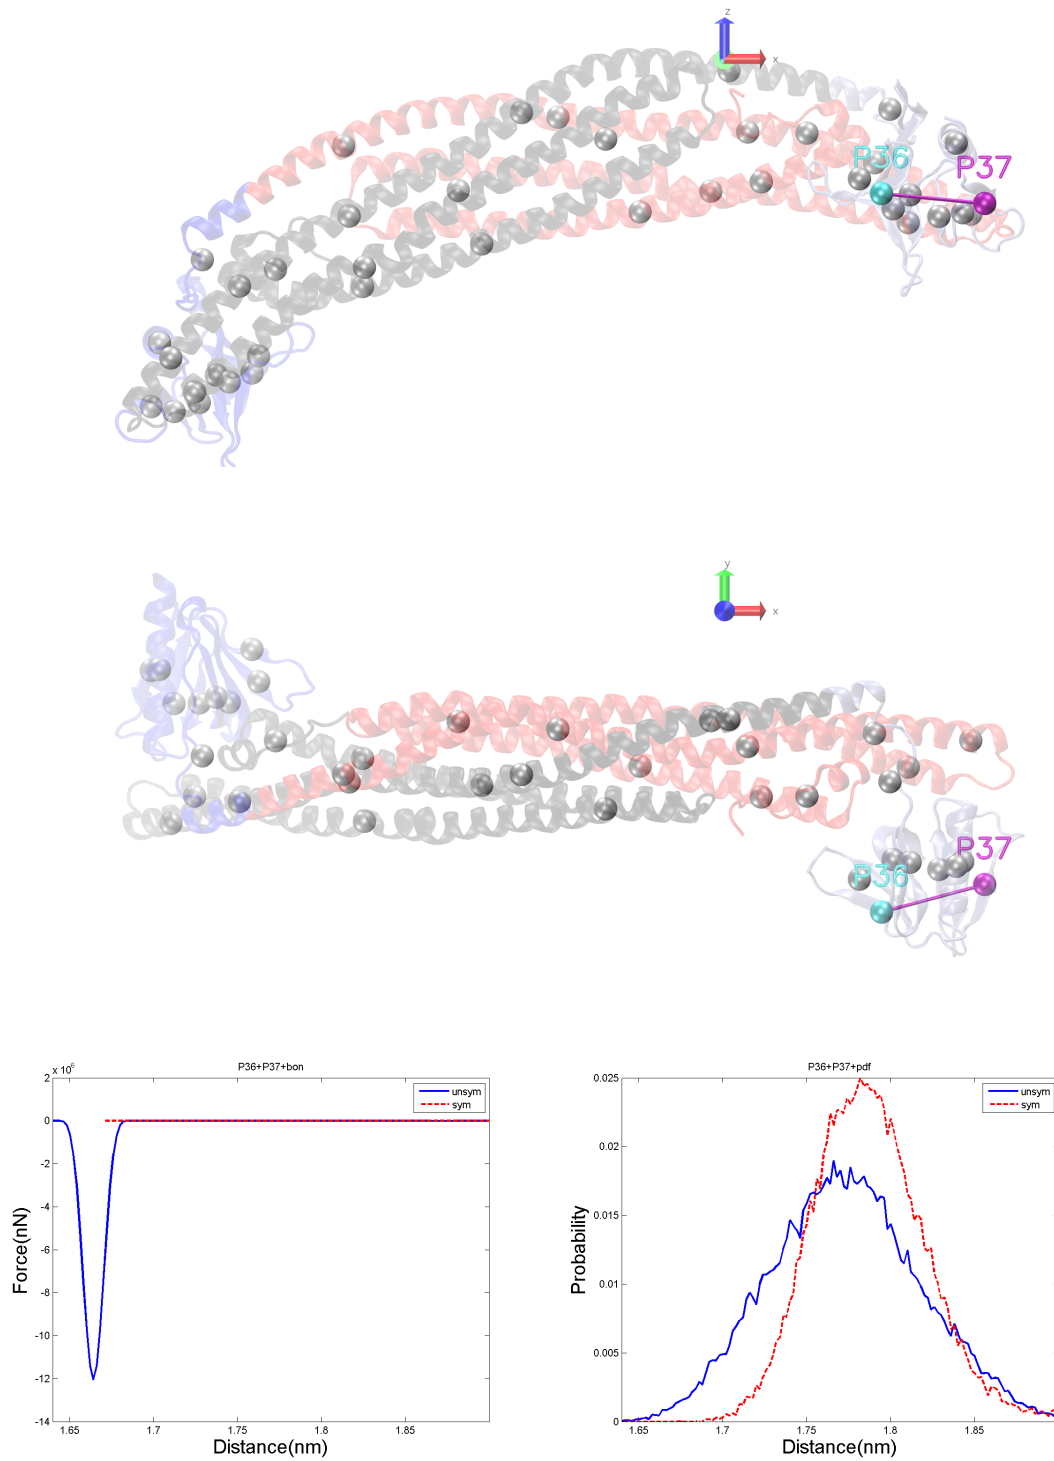 z
x
P36
P37
y
x
P37
P36
P36+P37+bon
x 10^6
2
0
-2
-4
-6
-8
-10
-12
-14
1.65
1.7
1.75
1.8
1.85
Force(nN)
Distance(nm)
unsym
sym
P36+P37+pdf
0.025
0.02
0.015
0.01
0.005
0
1.65
1.7
1.75
1.8
1.85
Probability
Distance(nm)
unsym
sym